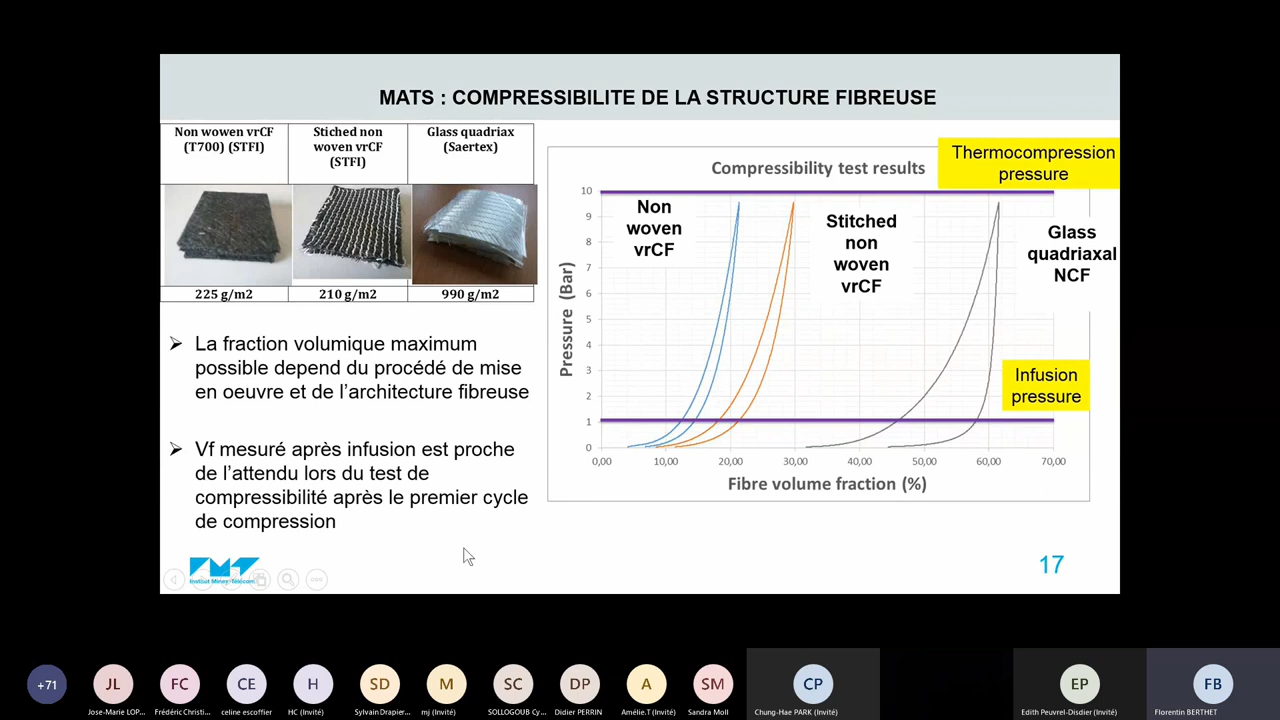 MATS : COMPRESSIBILITE DE LA STRUCTURE FIBREUSE
Non wowen vrCF
(T700) (STFI)
Stiched non
woven vrCF
(STFI)
Glass quadriax
(Saertex)
225 g/m2
210 g/m2
990 g/m2
La fraction volumique maximum
possible depend du procédé de mise
en oeuvre et de l'architecture fibreuse
Vf mesuré après infusion est proche
de l'attendu lors du test de
compressibilité après le premier cycle
de compression
Compressibility test results
Thermocompression
pressure
Non
woven
vrCF
Stitched
non
woven
vrCF
Glass
quadriaxal
NCF
Infusion
pressure
Pressure (Bar)
10
9
8
7
6
5
4
3
2
1
0
0,00
10,00
20,00
30,00
40,00
50,00
60,00
70,00
Fibre volume fraction (%)
Institut Mines-Télécom
17
+71
JL
Jose-Marie LOP...
FC
Frédéric Christi...
CE
celine escoffier
H
HC (Invité)
SD
Sylvain Drapier...
M
mj (Invité)
SC
SOLLOGOUB Cy...
DP
Didier PERRIN
A
Amélie.T (Invité)
SM
Sandra Moll
CP
Chung-Hae PARK (Invité)
EP
Edith Peuvrel-Disdier (Invité)
FB
Florentin BERTHET